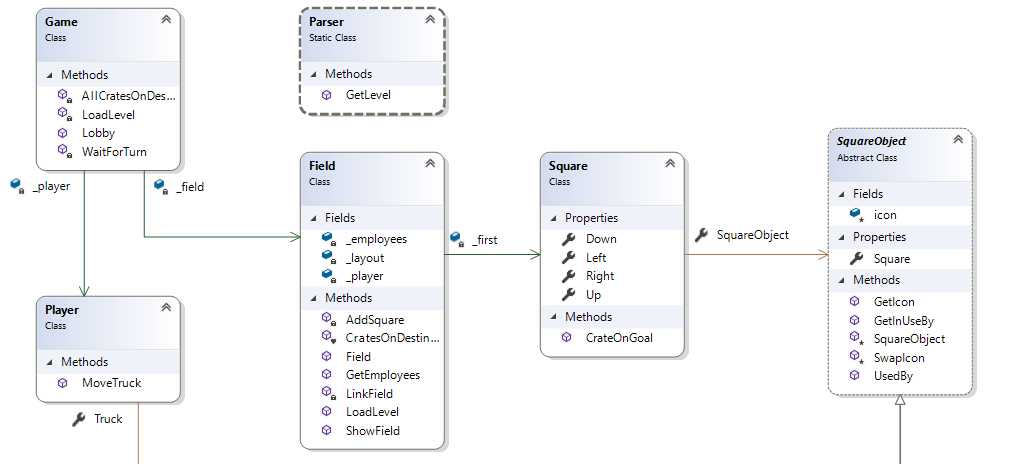 Game
Class
Methods
AllCratesOnDes...
LoadLevel
Lobby
WaitForTurn
_player
_field
Parser
Static Class
Methods
GetLevel
Field
Class
Fields
_employees
_layout
_player
Methods
AddSquare
CratesOnDestin...
Field
GetEmployees
LinkField
LoadLevel
ShowField
_first
Square
Class
Properties
Down
Left
Right
Up
Methods
CrateOnGoal
SquareObject
SquareObject
Abstract Class
Fields
icon
Properties
Square
Methods
GetIcon
GetInUseBy
SquareObject
SwapIcon
UsedBy
Player
Class
Methods
MoveTruck
Truck